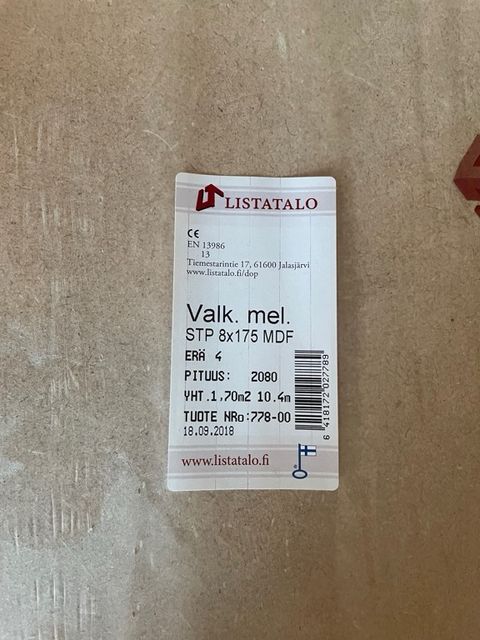 LISTATALO
CE
EN 13986
13
Tiemestarintie 17, 61600 Jalasjärvi
www.listatalo.fi/dop
Valk. mel.
STP 8x175 MDF
ERÄ 4
PITUUS: 2080
YHT.1,70m2 10.4m
TUOTE NRo:778-00
18.09.2018
6 418172 027789
www.listatalo.fi